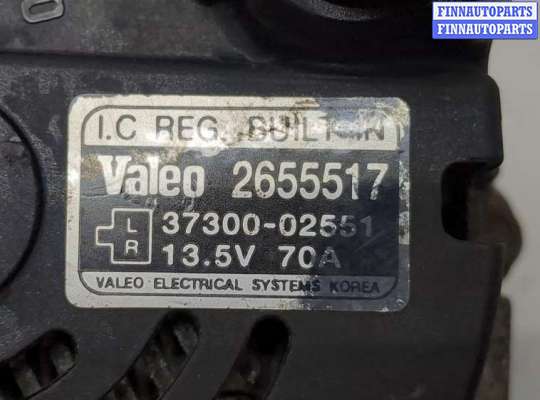 FINNAUTOPARTS
FINNAUTOPARTS
I.C REG. BUILT-IN
Valeo 2655517
L 37300-02551
R 13.5V 70A
VALEO ELECTRICAL SYSTEMS KOREA